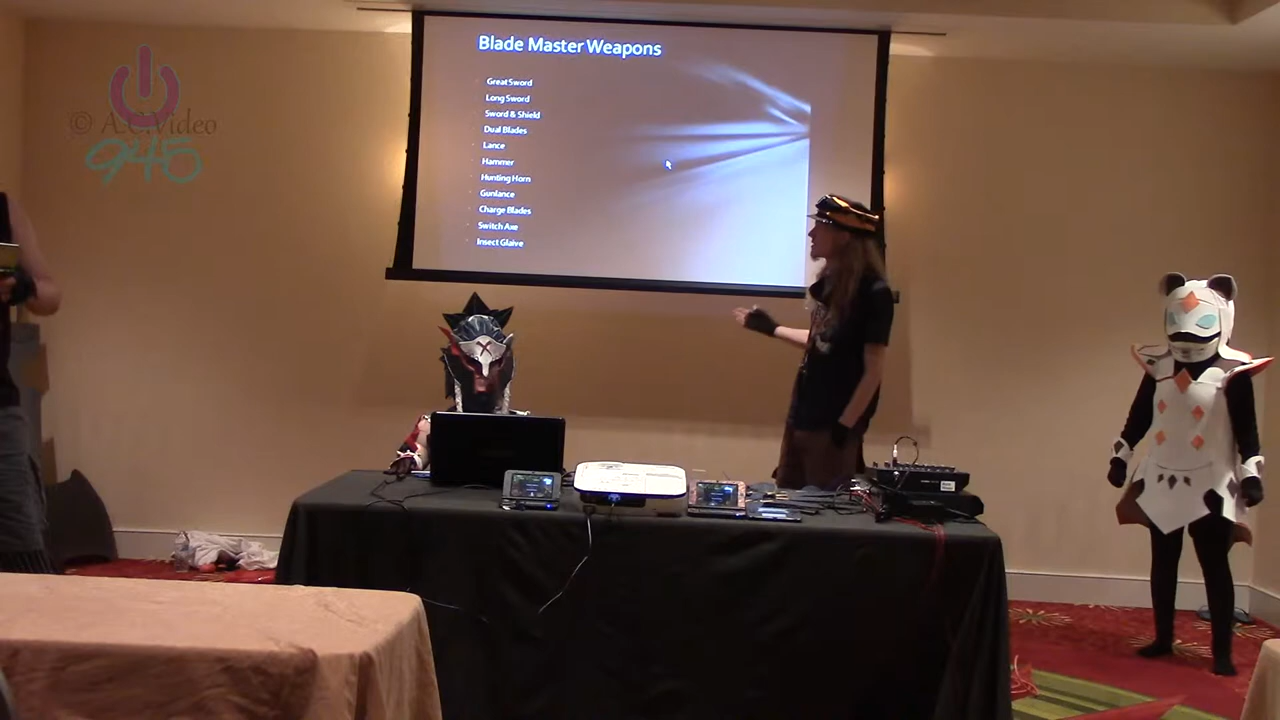 Blade Master Weapons
Great Sword
Long Sword
Sword & Shield
Dual Blades
Lance
Hammer
Hunting Horn
Gunlance
Charge Blades
Switch Axe
Insect Glaive
© A.C.Video
945